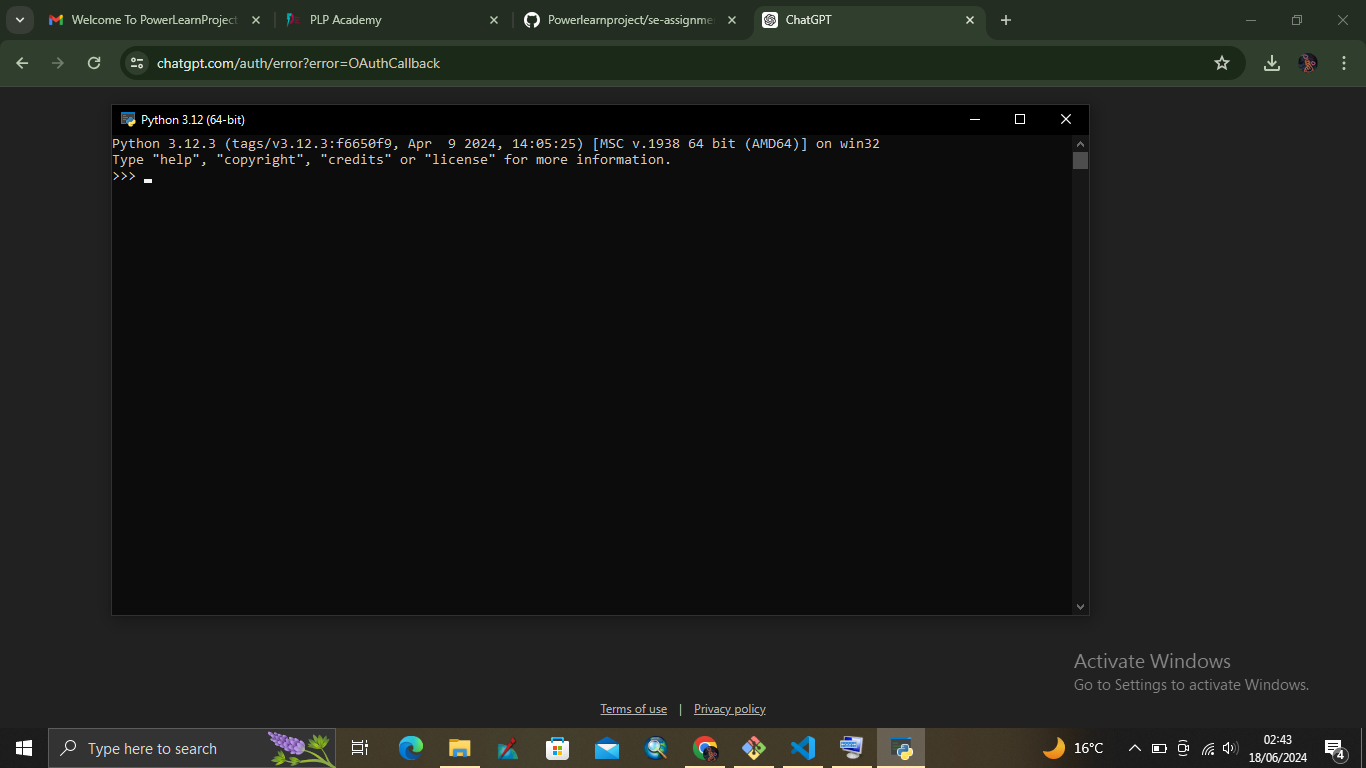 Welcome To PowerLearnProject
PLP Academy
Powerlearnproject/se-assignme
ChatGPT
chatgpt.com/auth/error?error=OAuthCallback
Python 3.12 (64-bit)
Python 3.12.3 (tags/v3.12.3:f6650f9, Apr  9 2024, 14:05:25) [MSC v.1938 64 bit (AMD64)] on win32
Type "help", "copyright", "credits" or "license" for more information.
>>>
Activate Windows
Go to Settings to activate Windows.
Terms of use | Privacy policy
Type here to search
16°C
02:43
18/06/2024
4